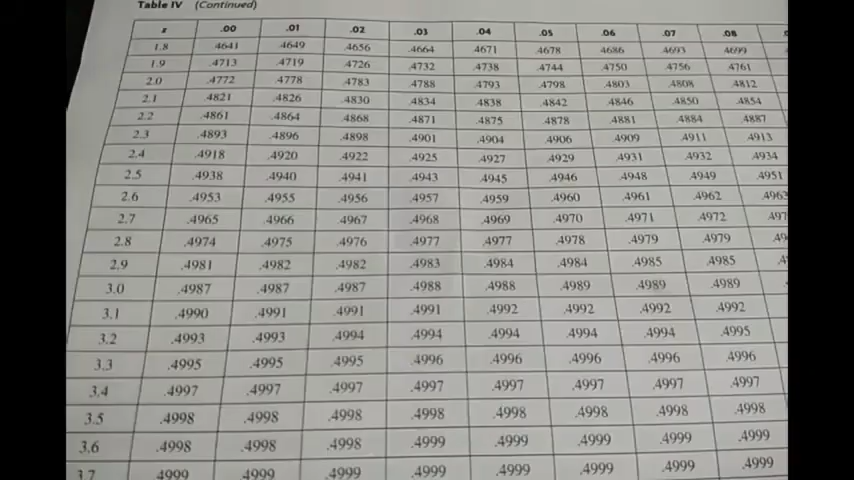 Table IV (Continued)
z .00 .01 .02 .03 .04 .05 .06 .07 .08
1.8 .4641 .4649 .4656 .4664 .4671 .4678 .4686 .4693 .4699
1.9 .4713 .4719 .4726 .4732 .4738 .4744 .4750 .4756 .4761
2.0 .4772 .4778 .4783 .4788 .4793 .4798 .4803 .4808 .4812
2.1 .4821 .4826 .4830 .4834 .4838 .4842 .4846 .4850 .4854
2.2 .4861 .4864 .4868 .4871 .4875 .4878 .4881 .4884 .4887
2.3 .4893 .4896 .4898 .4901 .4904 .4906 .4909 .4911 .4913
2.4 .4918 .4920 .4922 .4925 .4927 .4929 .4931 .4932 .4934
2.5 .4938 .4940 .4941 .4943 .4945 .4946 .4948 .4949 .4951
2.6 .4953 .4955 .4956 .4957 .4959 .4960 .4961 .4962 .4963
2.7 .4965 .4966 .4967 .4968 .4969 .4970 .4971 .4972 .497
2.8 .4974 .4975 .4976 .4977 .4977 .4978 .4979 .4979 .49
2.9 .4981 .4982 .4982 .4983 .4984 .4984 .4985 .4985 .4
3.0 .4987 .4987 .4987 .4988 .4988 .4989 .4989 .4989
3.1 .4990 .4991 .4991 .4991 .4992 .4992 .4992 .4992
3.2 .4993 .4993 .4994 .4994 .4994 .4994 .4994 .4995
3.3 .4995 .4995 .4995 .4996 .4996 .4996 .4996 .4996
3.4 .4997 .4997 .4997 .4997 .4997 .4997 .4997 .4997
3.5 .4998 .4998 .4998 .4998 .4998 .4998 .4998 .4998
3.6 .4998 .4998 .4998 .4999 .4999 .4999 .4999 .4999
3.7 .4999 .4999 .4999 .4999 .4999 .4999 .4999 .4999